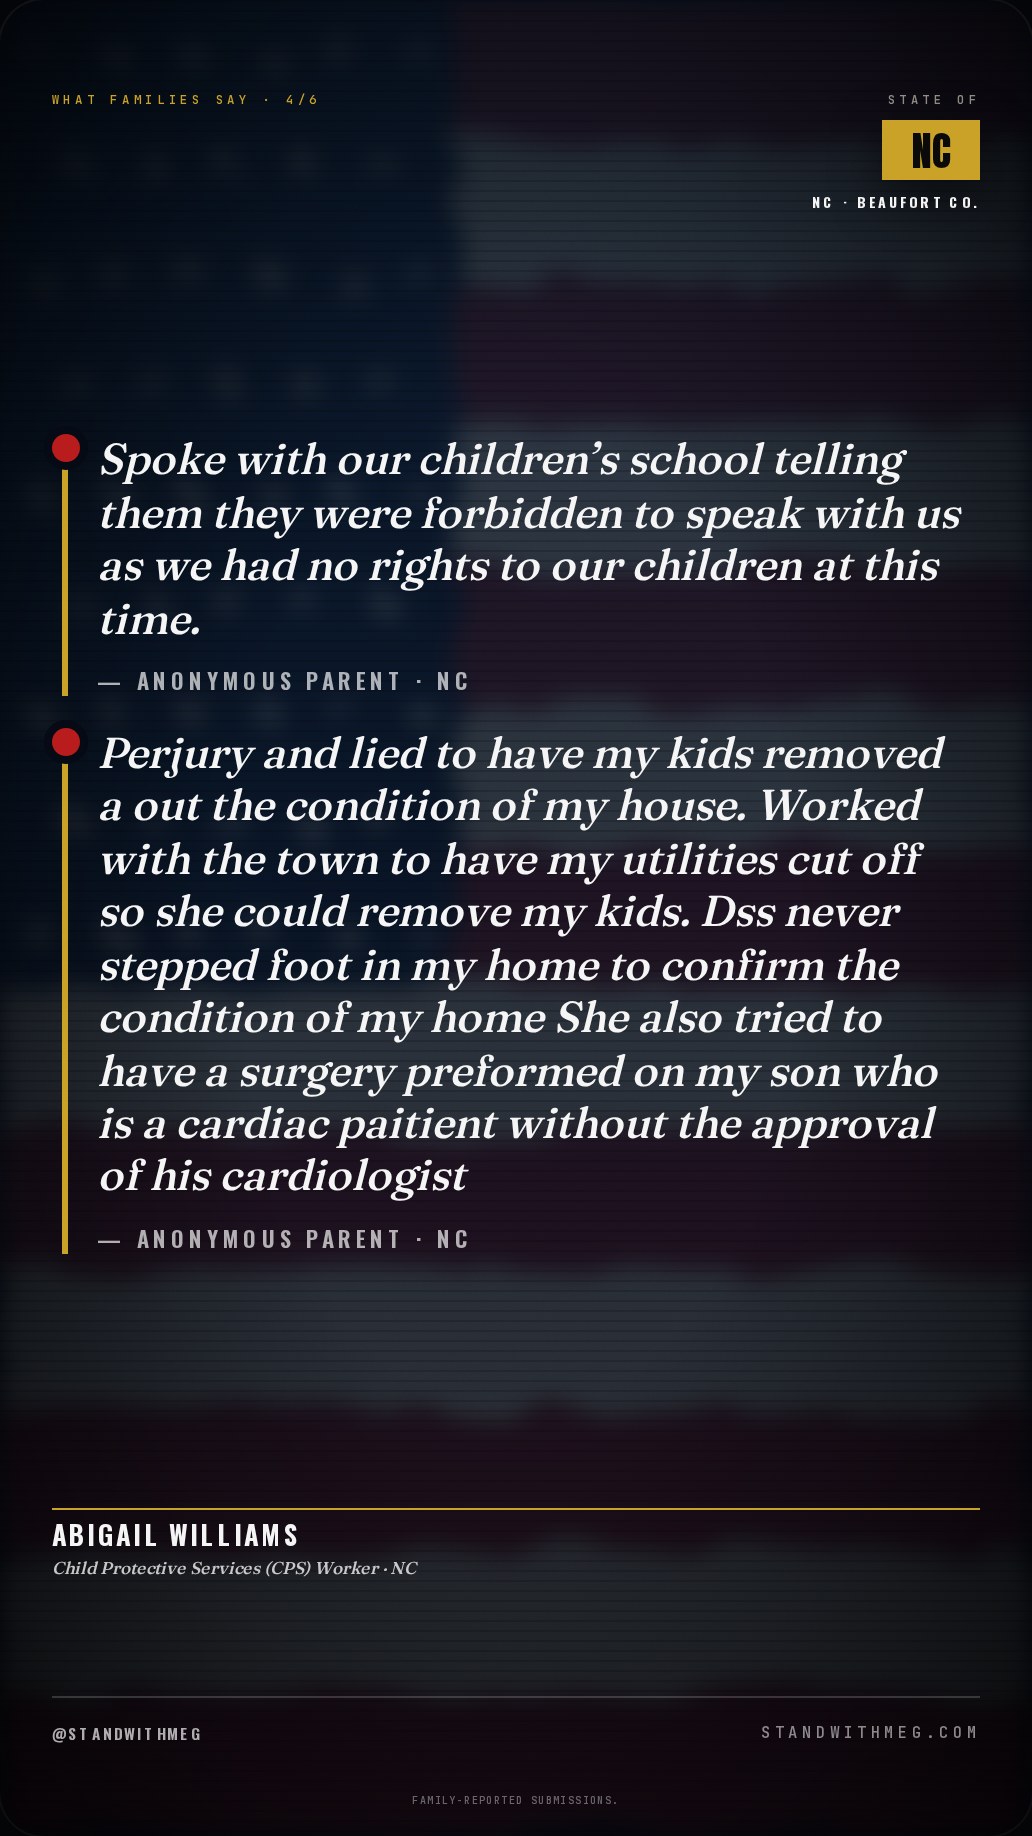 WHAT FAMILIES SAY · 4/6
STATE OF
NC
NC · BEAUFORT CO.
Spoke with our children’s school telling
them they were forbidden to speak with us
as we had no rights to our children at this
time.
— ANONYMOUS PARENT · NC
Perjury and lied to have my kids removed
a out the condition of my house. Worked
with the town to have my utilities cut off
so she could remove my kids. Dss never
stepped foot in my home to confirm the
condition of my home She also tried to
have a surgery preformed on my son who
is a cardiac paitient without the approval
of his cardiologist
— ANONYMOUS PARENT · NC
ABIGAIL WILLIAMS
Child Protective Services (CPS) Worker · NC
@STANDWITHMEG
STANDWITHMEG.COM
FAMILY-REPORTED SUBMISSIONS.